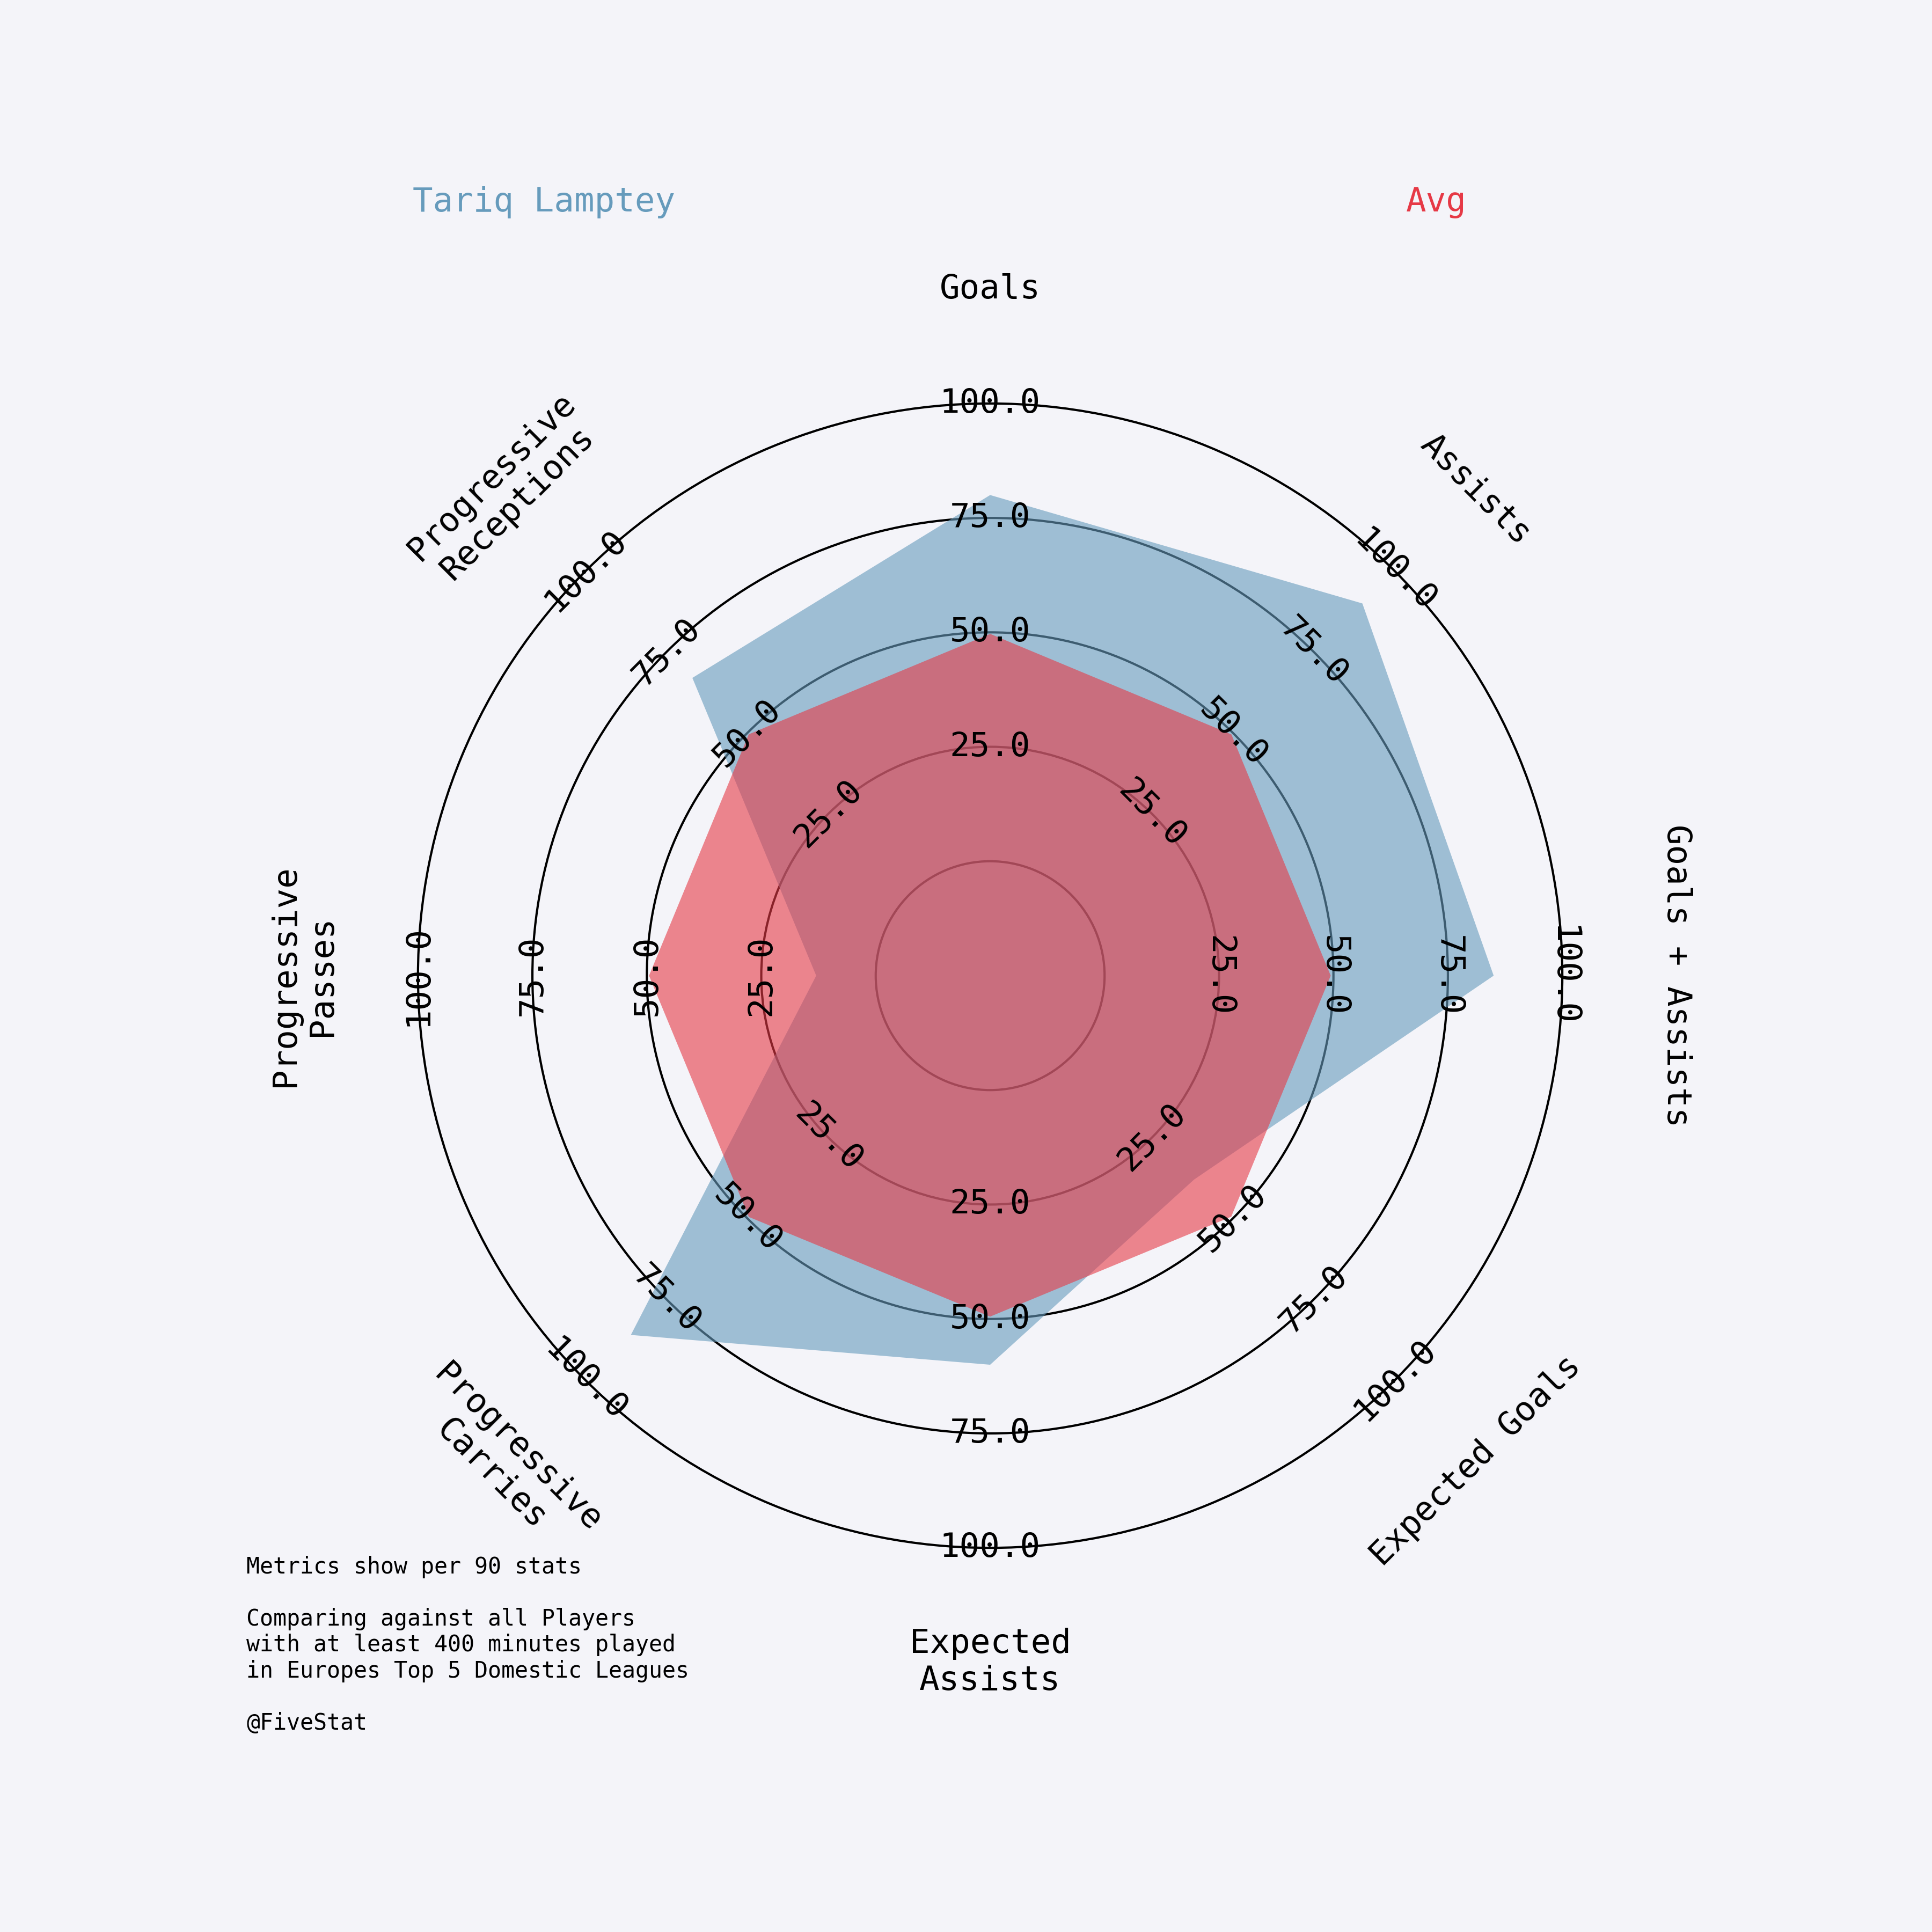 Tariq Lamptey
Avg
Goals
Assists
Goals + Assists
Expected Goals
Expected
Assists
Progressive
Carries
Progressive
Passes
Progressive
Receptions
100.0
75.0
50.0
25.0
100.0
75.0
50.0
25.0
100.0
75.0
50.0
25.0
100.0
75.0
50.0
25.0
100.0
75.0
50.0
25.0
100.0
75.0
50.0
25.0
100.0
75.0
50.0
25.0
100.0
75.0
50.0
25.0
Metrics show per 90 stats
Comparing against all Players
with at least 400 minutes played
in Europes Top 5 Domestic Leagues
@FiveStat